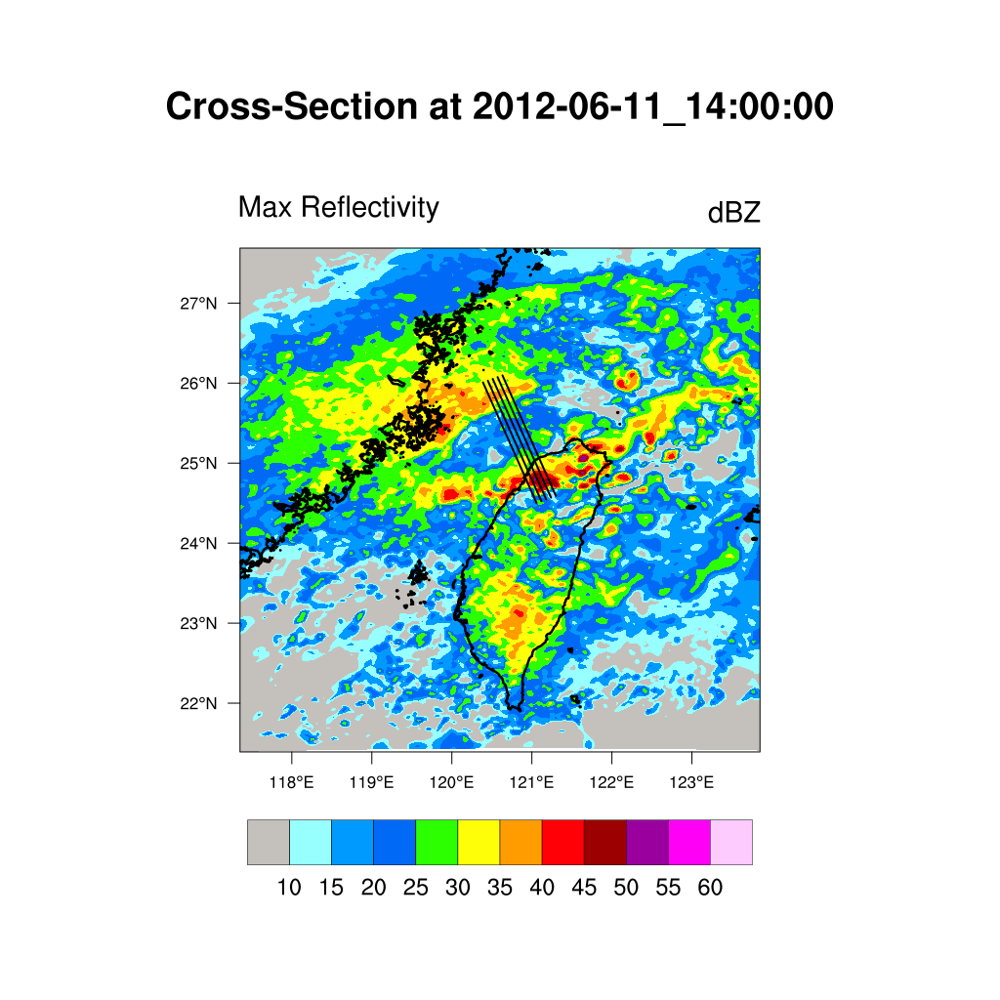 Cross-Section at 2012-06-11_14:00:00
Max Reflectivity dBZ
27°N
26°N
25°N
24°N
23°N
22°N
118°E 119°E 120°E 121°E 122°E 123°E
10 15 20 25 30 35 40 45 50 55 60